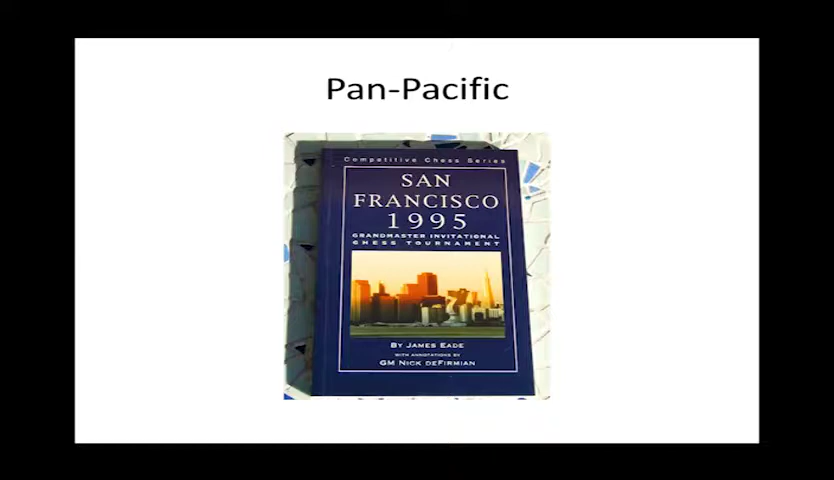 Pan-Pacific
Competitive Chess Series
SAN
FRANCISCO
1995
GRANDMASTER INVITATIONAL
CHESS TOURNAMENT
BY JAMES EADE
WITH ANNOTATIONS BY
GM NICK DEFIRMIAN